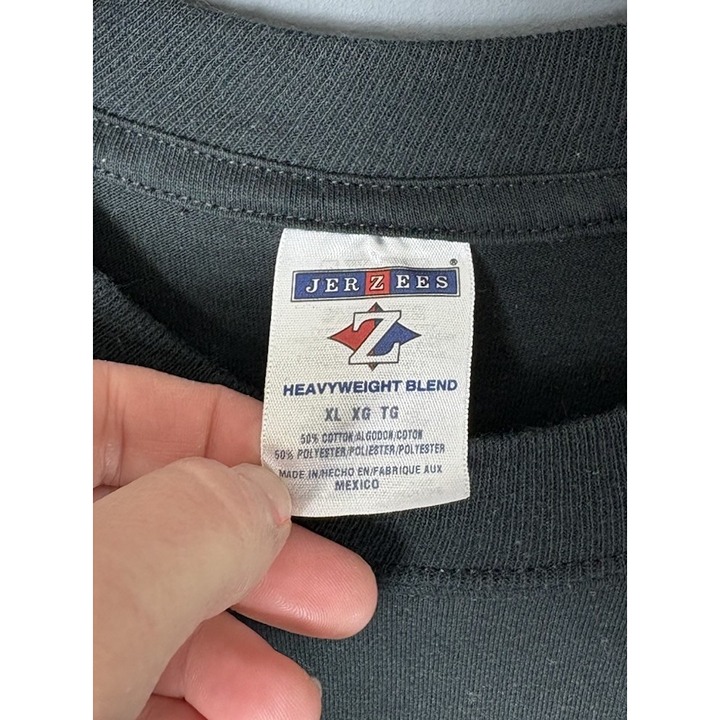 JERZEES ®
Z
HEAVYWEIGHT BLEND
XL XG TG
50% COTTON/ALGODON/COTON
50% POLYESTER/POLIESTER/POLYESTER
MADE IN/HECHO EN/FABRIQUE AUX
MEXICO